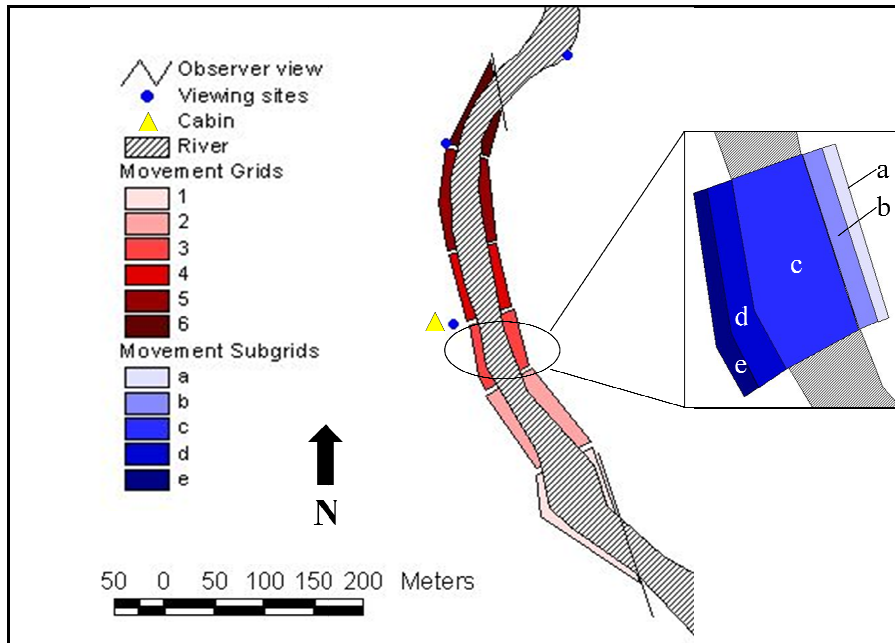 Observer view
Viewing sites
Cabin
River
Movement Grids
1
2
3
4
5
6
Movement Subgrids
a
b
c
d
e
N
50 0 50 100 150 200 Meters
a
b
c
d
e